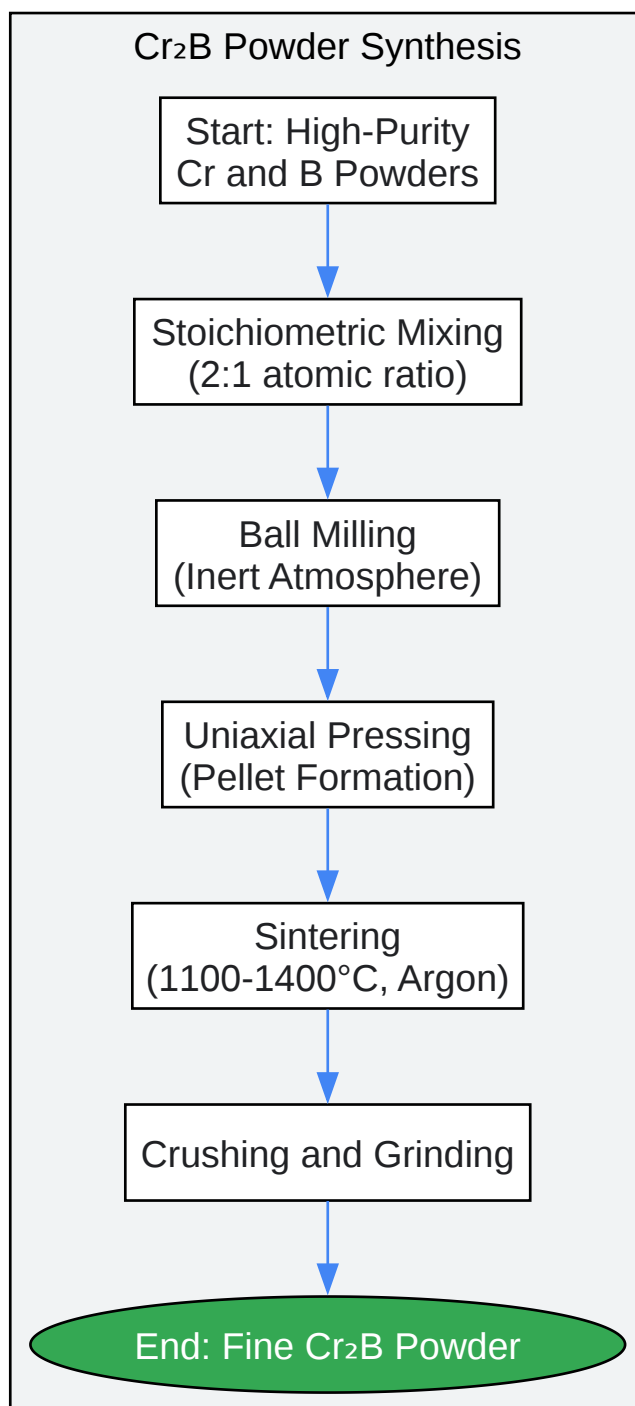 Cr₂B Powder Synthesis
Start: High-Purity
Cr and B Powders
Stoichiometric Mixing
(2:1 atomic ratio)
Ball Milling
(Inert Atmosphere)
Uniaxial Pressing
(Pellet Formation)
Sintering
(1100-1400°C, Argon)
Crushing and Grinding
End: Fine Cr₂B Powder